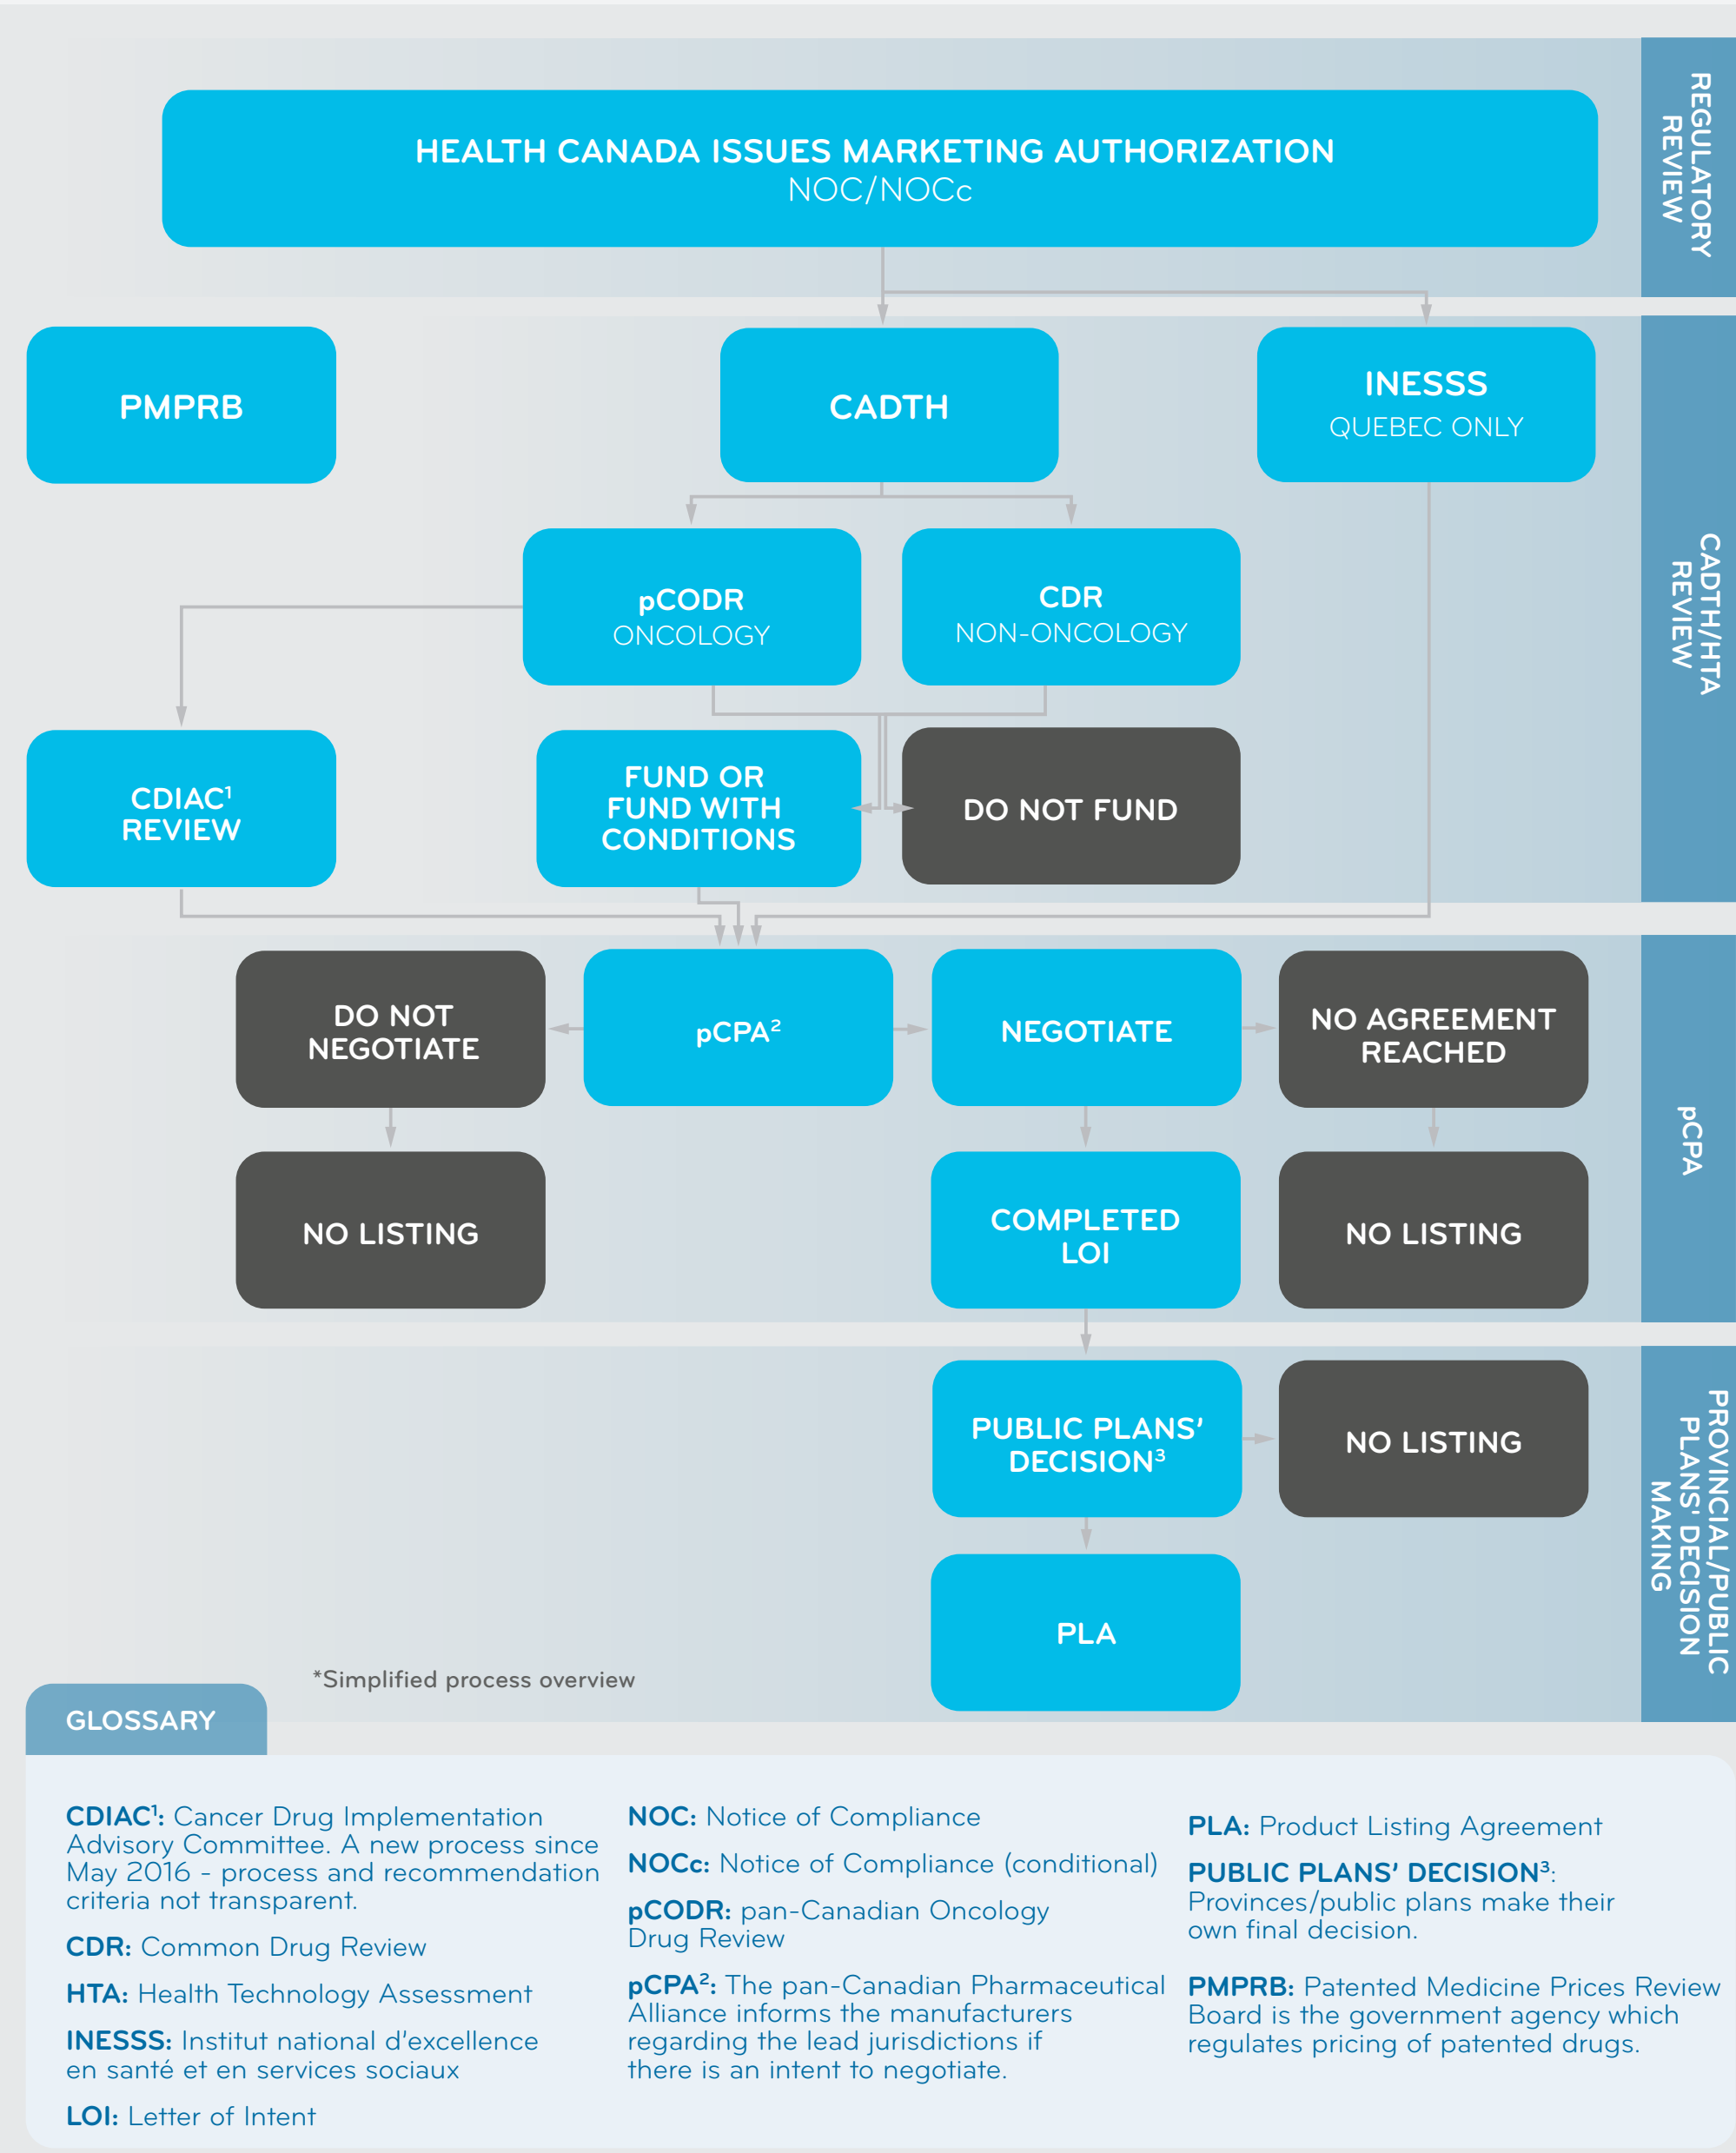 REGULATORY
REVIEW
HEALTH CANADA ISSUES MARKETING AUTHORIZATION
NOC/NOCc
PMPRB
CADTH
INESSS
QUEBEC ONLY
CADTH/HTA
REVIEW
pCODR
ONCOLOGY
CDR
NON-ONCOLOGY
CDIAC¹
REVIEW
FUND OR
FUND WITH
CONDITIONS
DO NOT FUND
DO NOT
NEGOTIATE
pCPA²
NEGOTIATE
NO AGREEMENT
REACHED
pCPA
NO LISTING
COMPLETED
LOI
NO LISTING
PUBLIC PLANS'
DECISION³
NO LISTING
PROVINCIAL/PUBLIC
PLANS' DECISION
MAKING
PLA
*Simplified process overview
GLOSSARY
CDIAC¹: Cancer Drug Implementation
Advisory Committee. A new process since
May 2016 - process and recommendation
criteria not transparent.
CDR: Common Drug Review
HTA: Health Technology Assessment
INESSS: Institut national d'excellence
en santé et en services sociaux
LOI: Letter of Intent
NOC: Notice of Compliance
NOCc: Notice of Compliance (conditional)
pCODR: pan-Canadian Oncology
Drug Review
pCPA²: The pan-Canadian Pharmaceutical
Alliance informs the manufacturers
regarding the lead jurisdictions if
there is an intent to negotiate.
PLA: Product Listing Agreement
PUBLIC PLANS' DECISION³:
Provinces/public plans make their
own final decision.
PMPRB: Patented Medicine Prices Review
Board is the government agency which
regulates pricing of patented drugs.